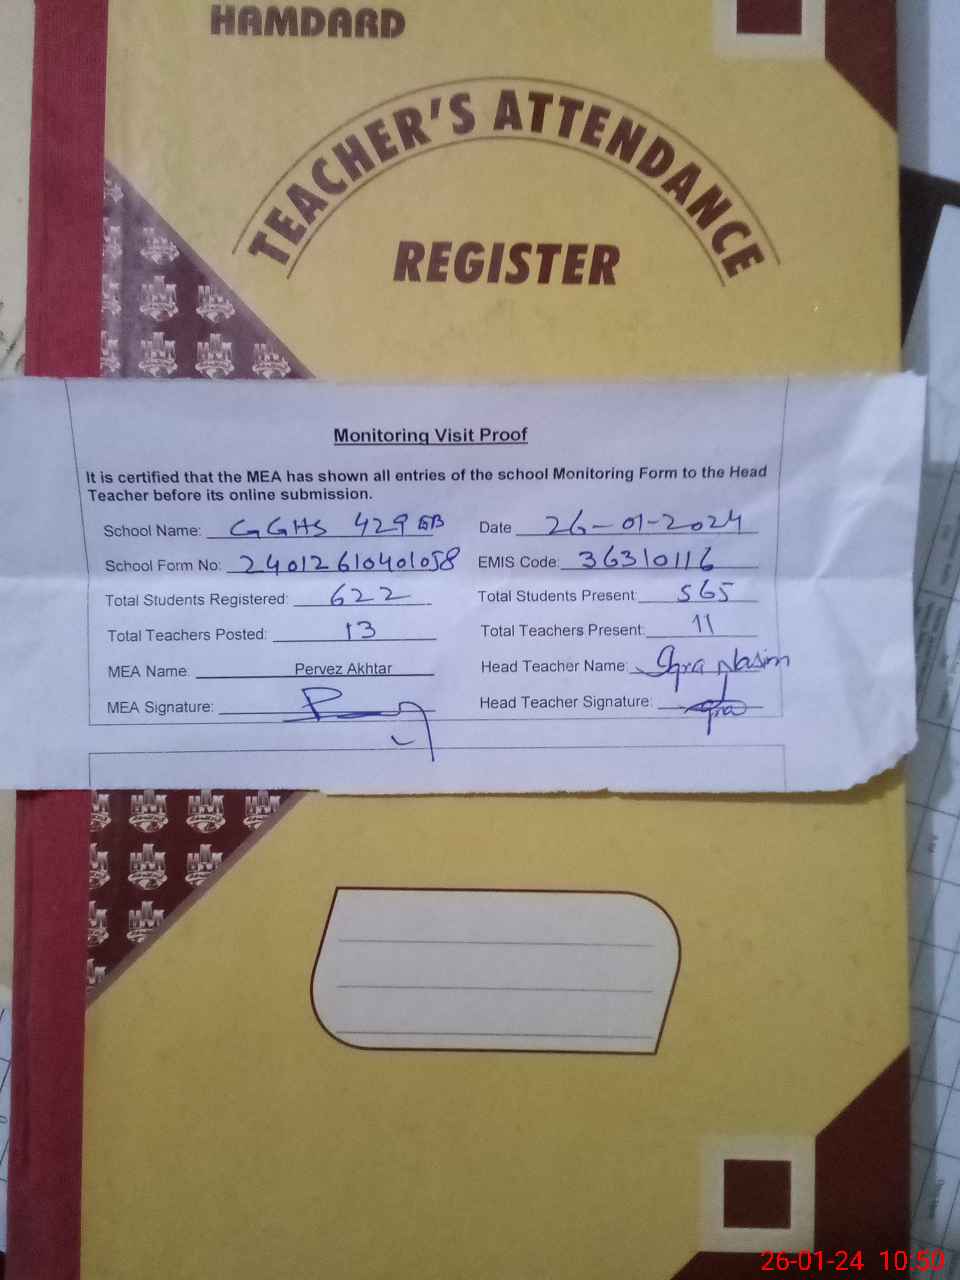 HAMDARD
TEACHER'S ATTENDANCE
REGISTER
Monitoring Visit Proof
It is certified that the MEA has shown all entries of the school Monitoring Form to the Head
Teacher before its online submission.
School Name: GGHS 429 GB Date 26-01-2024
School Form No: 24012610401058 EMIS Code: 36310116
Total Students Registered: 622 Total Students Present 565
Total Teachers Posted: 13 Total Teachers Present: 11
MEA Name: Pervez Akhtar Head Teacher Name: Iqra Nasim
MEA Signature: Head Teacher Signature: Iqra
26-01-24 10:50